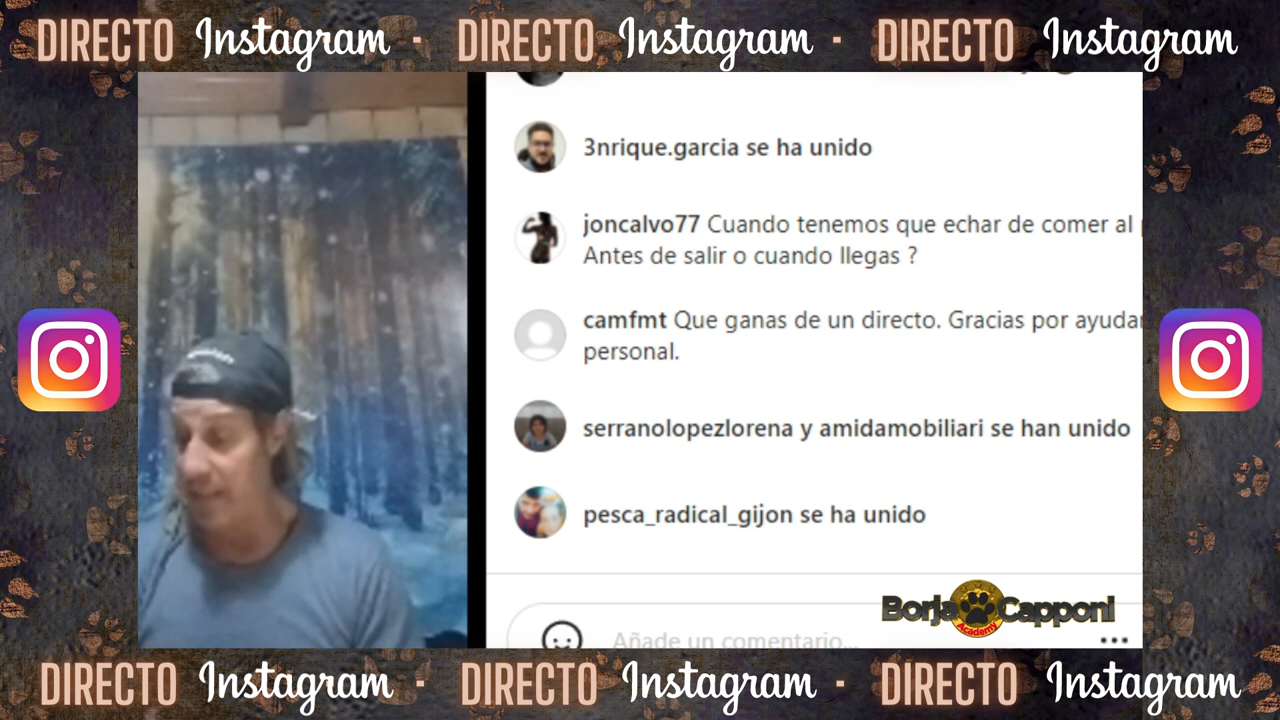 DIRECTO Instagram · DIRECTO Instagram · DIRECTO Instagram
3nrique.garcia se ha unido
joncalvo77 Cuando tenemos que echar de comer al
Antes de salir o cuando llegas ?
camfmt Que ganas de un directo. Gracias por
personal.
serranolopezlorena y amidamobiliari se han unido
pesca_radical_gijon se ha unido
Borja Capponi
Academy
Añade un comentario...
DIRECTO Instagram · DIRECTO Instagram · DIRECTO Instagram